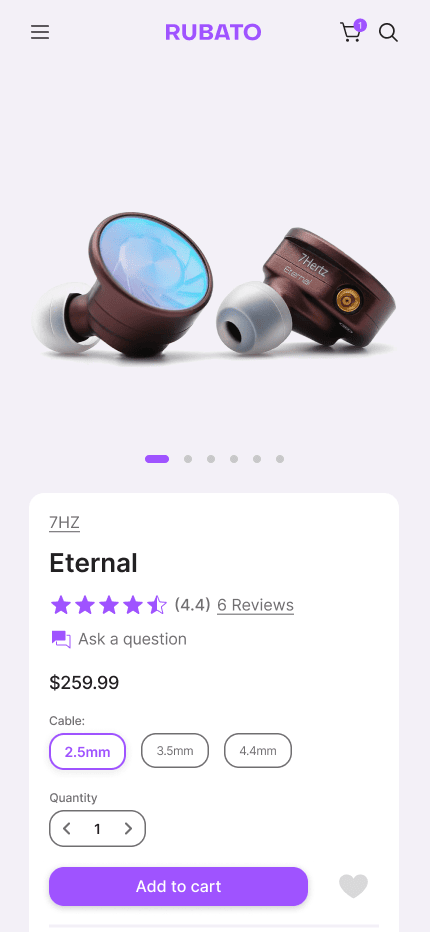 RUBATO
1
7Hertz
Eternal
7HZ
Eternal
(4.4) 6 Reviews
Ask a question
$259.99
Cable:
2.5mm 3.5mm 4.4mm
Quantity
1
Add to cart